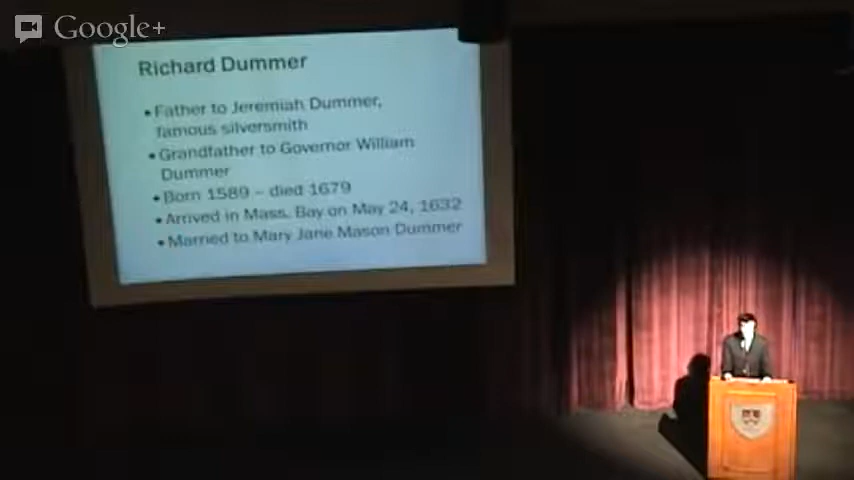 Google+
Richard Dummer
•Father to Jeremiah Dummer,
famous silversmith
•Grandfather to Governor William
Dummer
•Born 1589 – died 1679
•Arrived in Mass. Bay on May 24, 1632
•Married to Mary Jane Mason Dummer